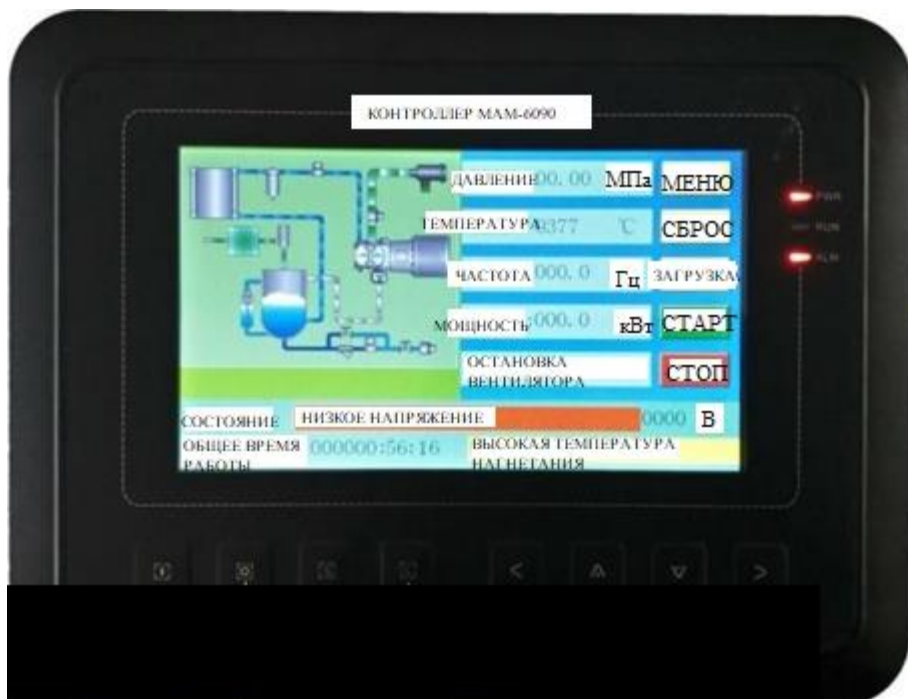 КОНТРОЛЛЕР МАМ-6090
ДАВЛЕНИЕ 00.00 МПа МЕНЮ
ТЕМПЕРАТУРА 0377 °C СБРОС
ЧАСТОТА 000.0 Гц ЗАГРУЗКА
МОЩНОСТЬ 000.0 кВт СТАРТ
ОСТАНОВКА
ВЕНТИЛЯТОРА
СТОП
СОСТОЯНИЕ НИЗКОЕ НАПРЯЖЕНИЕ 0000 В
ОБЩЕЕ ВРЕМЯ
РАБОТЫ
000000:56:16
ВЫСОКАЯ ТЕМПЕРАТУРА
НАГНЕТАНИЯ
PWR
RUN
ALM